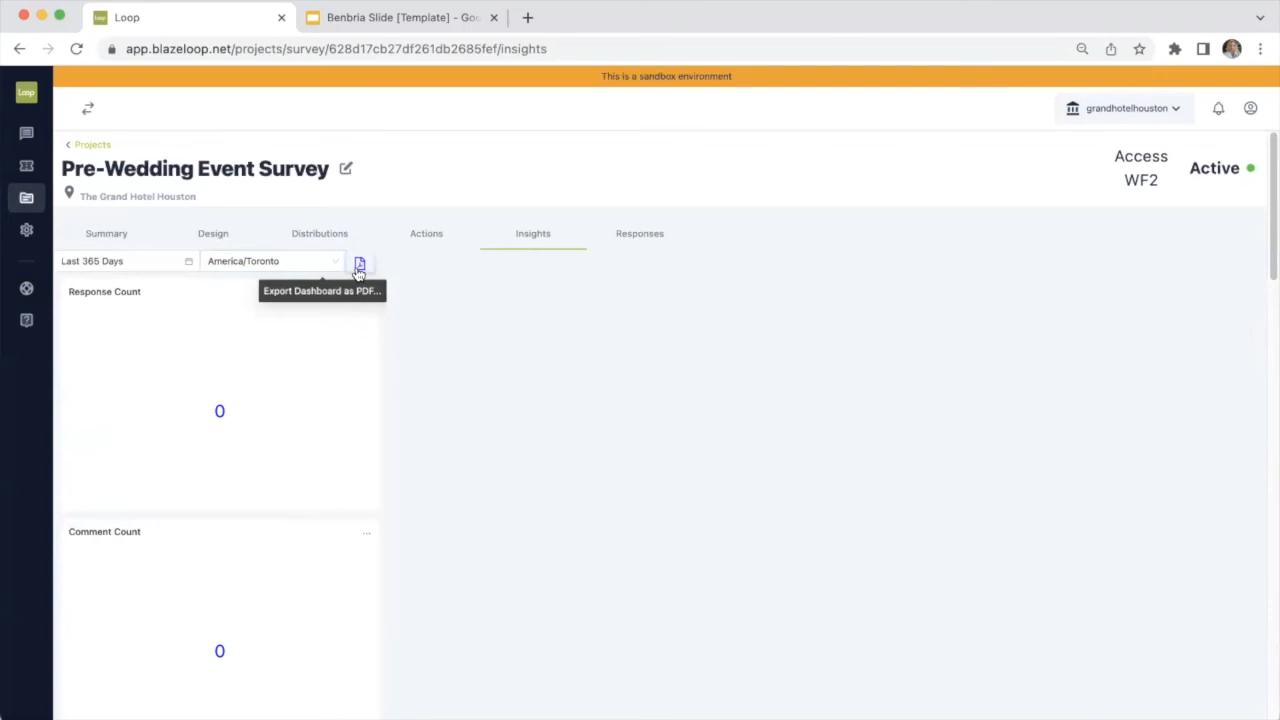 Loop
Benbria Slide [Template] - Goo
app.blazeloop.net/projects/survey/628d17cb27df261db2685fef/insights
This is a sandbox environment
Loop
grandhotelhouston
Projects
Pre-Wedding Event Survey
The Grand Hotel Houston
Access
WF2
Active
Summary Design Distributions Actions Insights Responses
Last 365 Days America/Toronto
Export Dashboard as PDF...
Response Count
0
Comment Count ...
0